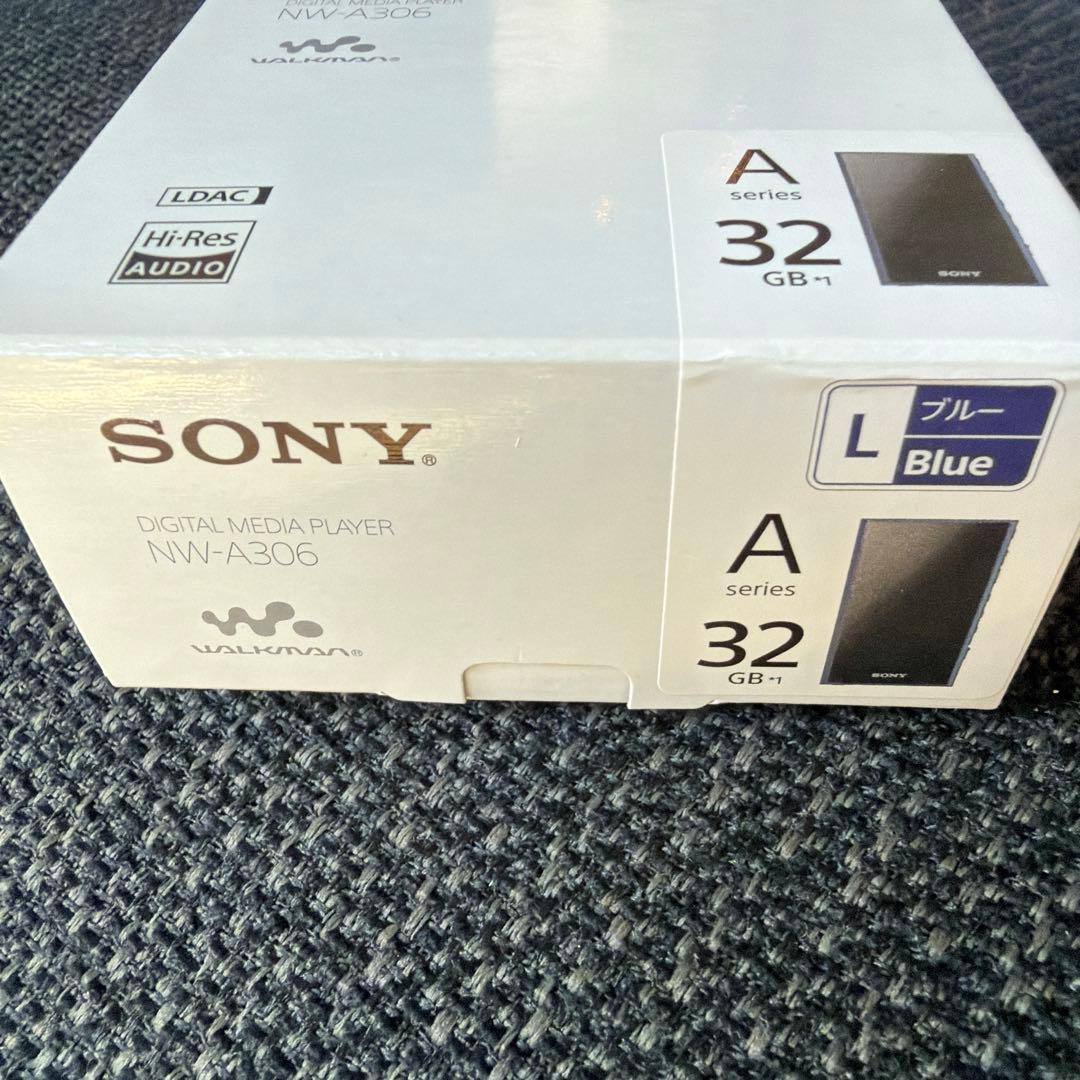 DIGITAL MEDIA PLAYER
NW-A306
WALKMAN®
LDAC
Hi-Res
AUDIO
A
series
32
GB *1
SONY
SONY®
DIGITAL MEDIA PLAYER
NW-A306
WALKMAN®
L
ブルー
Blue
A
series
32
GB *1
SONY